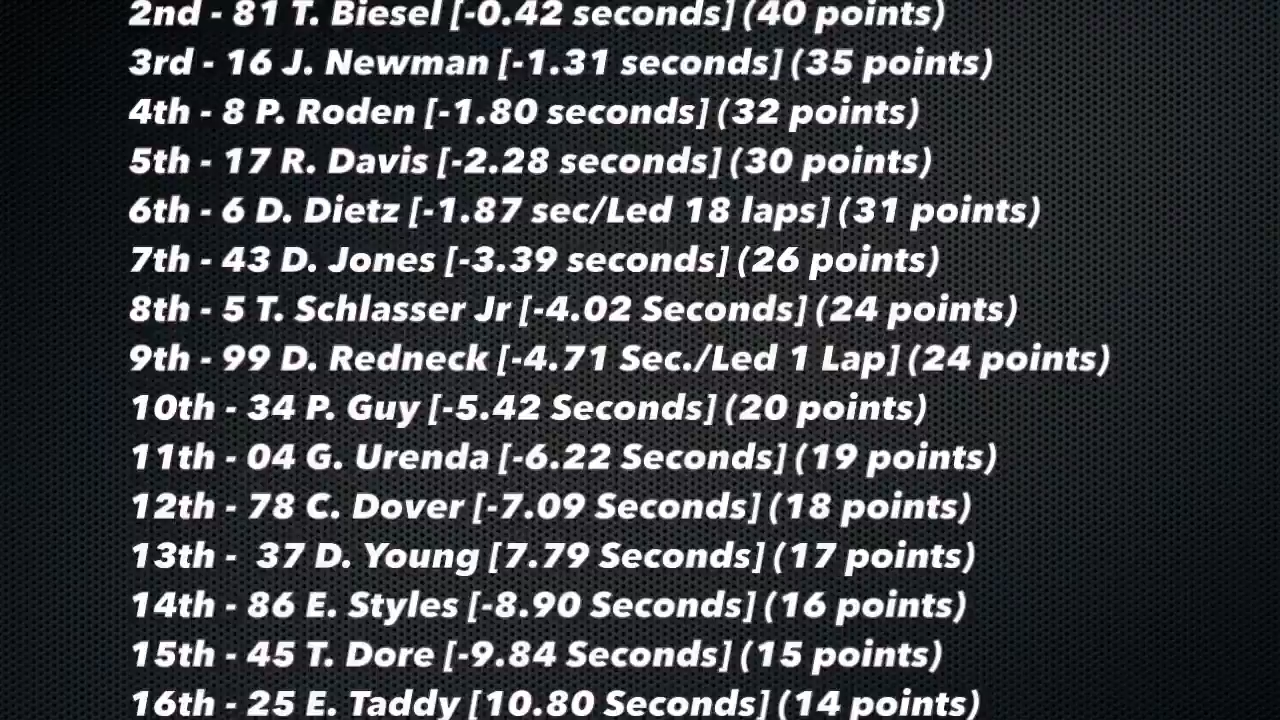 2nd - 81 T. Biesel [-0.42 seconds] (40 points)
3rd - 16 J. Newman [-1.31 seconds] (35 points)
4th - 8 P. Roden [-1.80 seconds] (32 points)
5th - 17 R. Davis [-2.28 seconds] (30 points)
6th - 6 D. Dietz [-1.87 sec/Led 18 laps] (31 points)
7th - 43 D. Jones [-3.39 seconds] (26 points)
8th - 5 T. Schlasser Jr [-4.02 Seconds] (24 points)
9th - 99 D. Redneck [-4.71 Sec./Led 1 Lap] (24 points)
10th - 34 P. Guy [-5.42 Seconds] (20 points)
11th - 04 G. Urenda [-6.22 Seconds] (19 points)
12th - 78 C. Dover [-7.09 Seconds] (18 points)
13th -  37 D. Young [7.79 Seconds] (17 points)
14th - 86 E. Styles [-8.90 Seconds] (16 points)
15th - 45 T. Dore [-9.84 Seconds] (15 points)
16th - 25 E. Taddy [10.80 Seconds] (14 points)